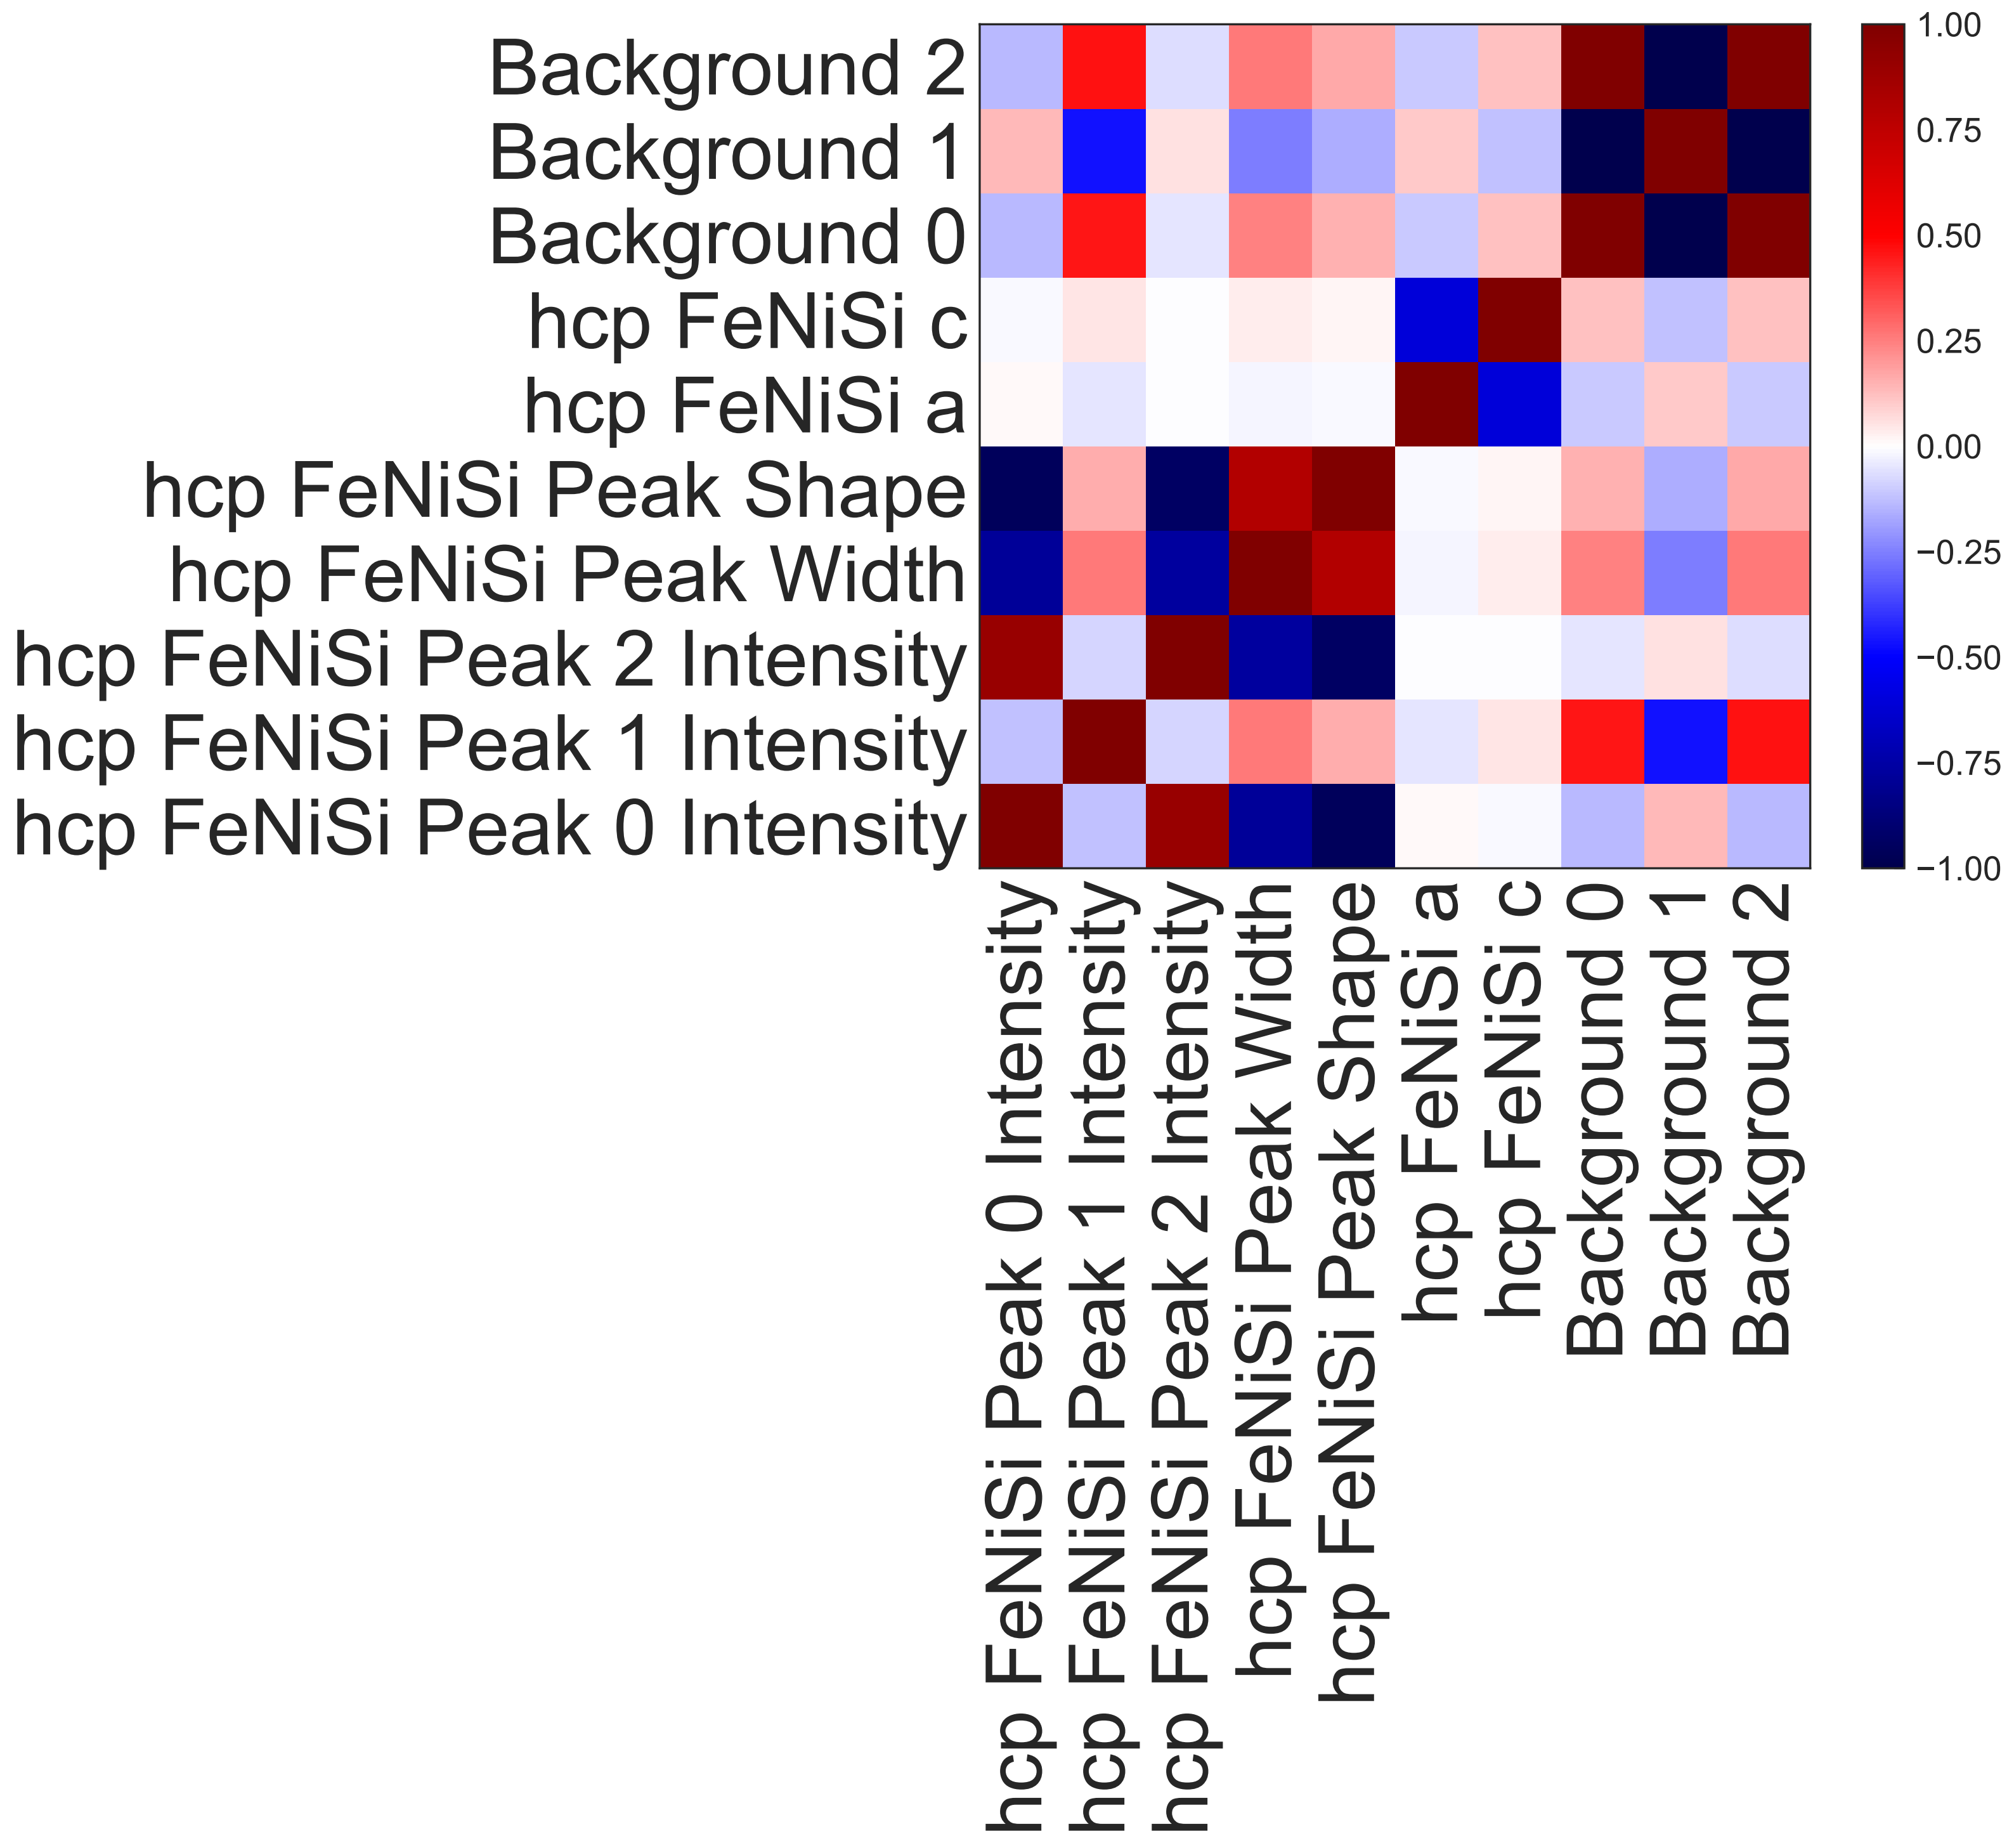 Background 2
Background 1
Background 0
hcp FeNiSi c
hcp FeNiSi a
hcp FeNiSi Peak Shape
hcp FeNiSi Peak Width
hcp FeNiSi Peak 2 Intensity
hcp FeNiSi Peak 1 Intensity
hcp FeNiSi Peak 0 Intensity
hcp FeNiSi Peak 0 Intensity
hcp FeNiSi Peak 1 Intensity
hcp FeNiSi Peak 2 Intensity
hcp FeNiSi Peak Width
hcp FeNiSi Peak Shape
hcp FeNiSi a
hcp FeNiSi c
Background 0
Background 1
Background 2
1.00
0.75
0.50
0.25
0.00
−0.25
−0.50
−0.75
−1.00